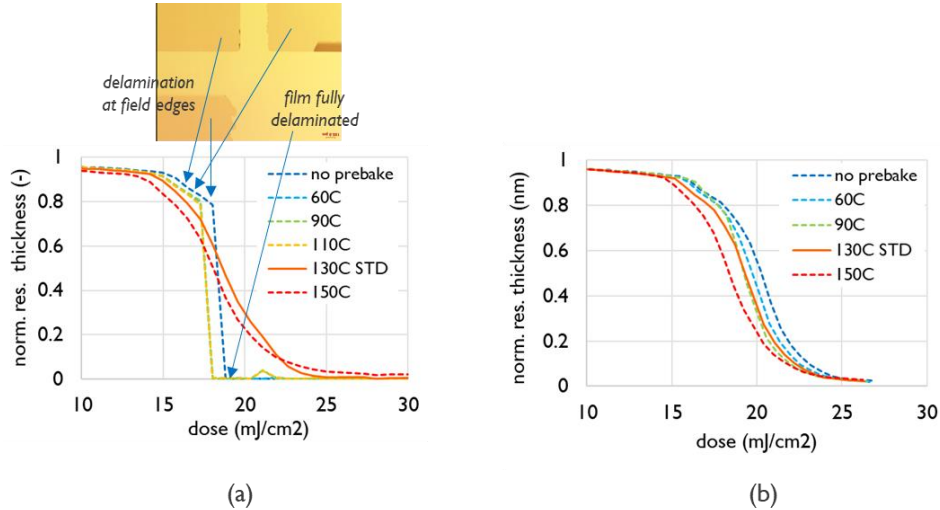 delamination
at field edges
film fully
delaminated
norm. res. thickness (-)
1
0.8
0.6
0.4
0.2
0
10 15 20 25 30
dose (mJ/cm2)
no prebake
60C
90C
110C
130C STD
150C
(a)
norm. res. thickness (nm)
1
0.8
0.6
0.4
0.2
0
10 15 20 25 30
dose (mJ/cm2)
no prebake
60C
90C
130C STD
150C
(b)